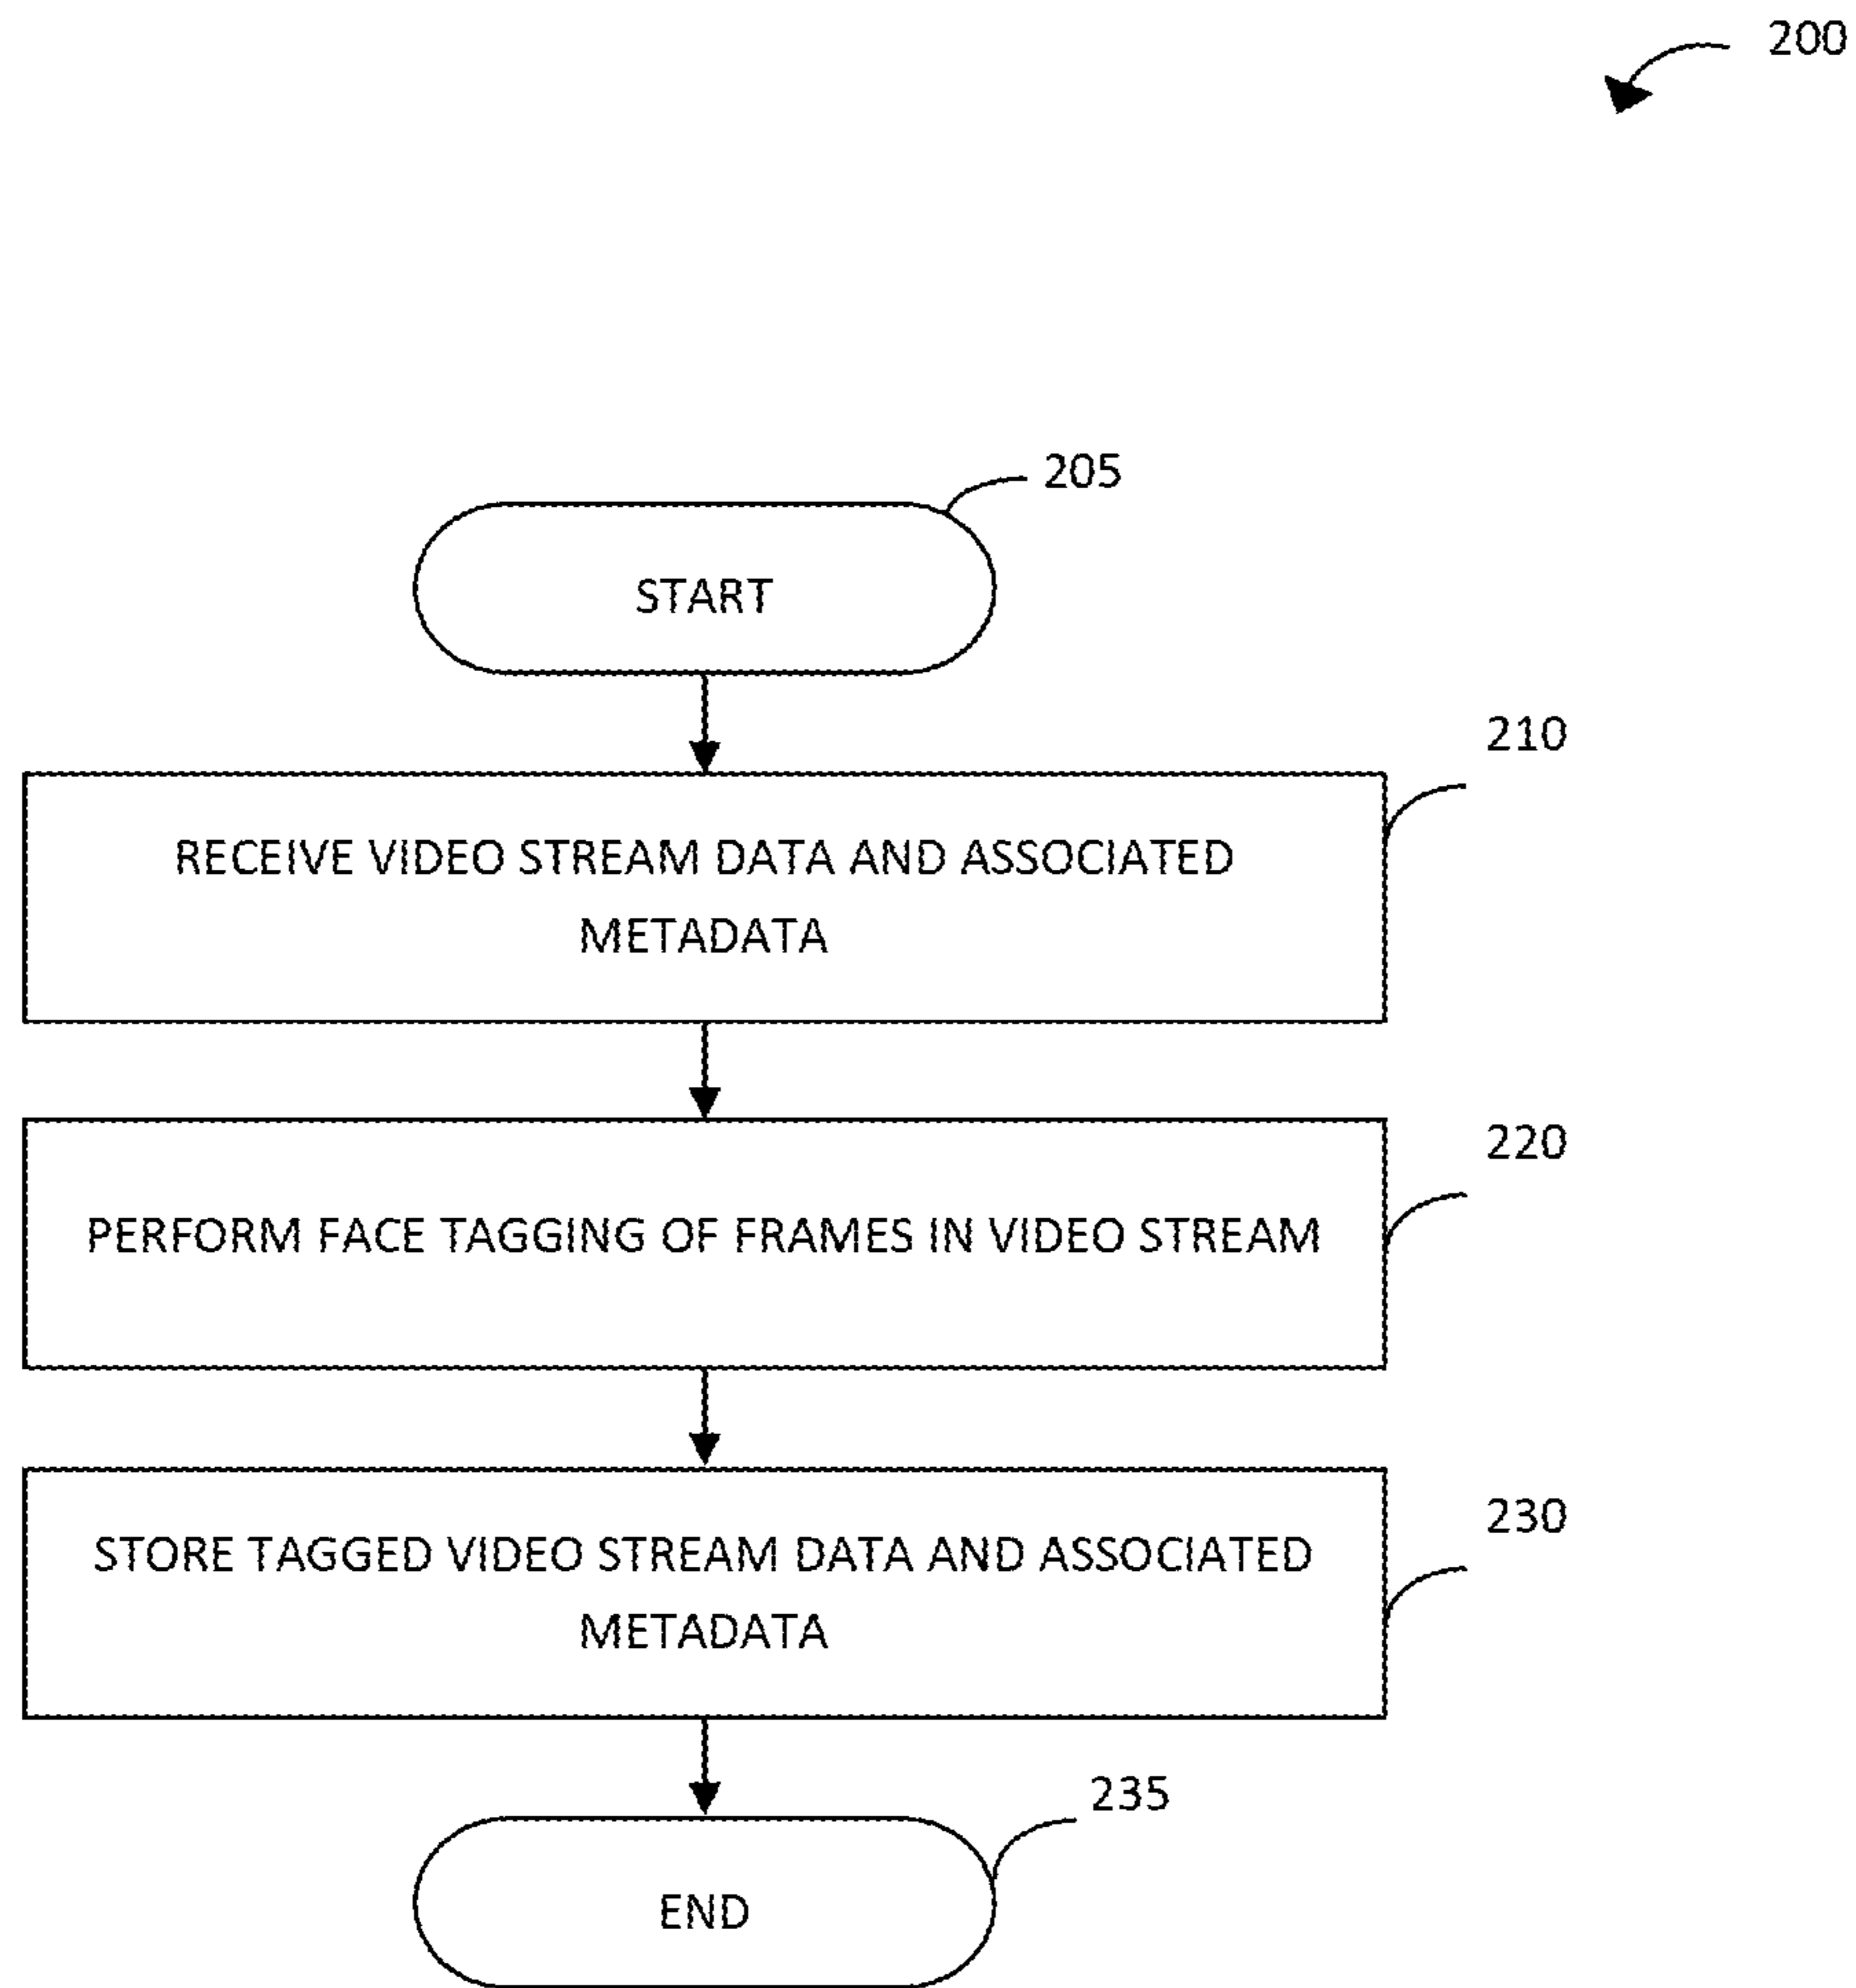 200
205
START
210
RECEIVE VIDEO STREAM DATA AND ASSOCIATED
METADATA
220
PERFORM FACE TAGGING OF FRAMES IN VIDEO STREAM
230
STORE TAGGED VIDEO STREAM DATA AND ASSOCIATED
METADATA
235
END